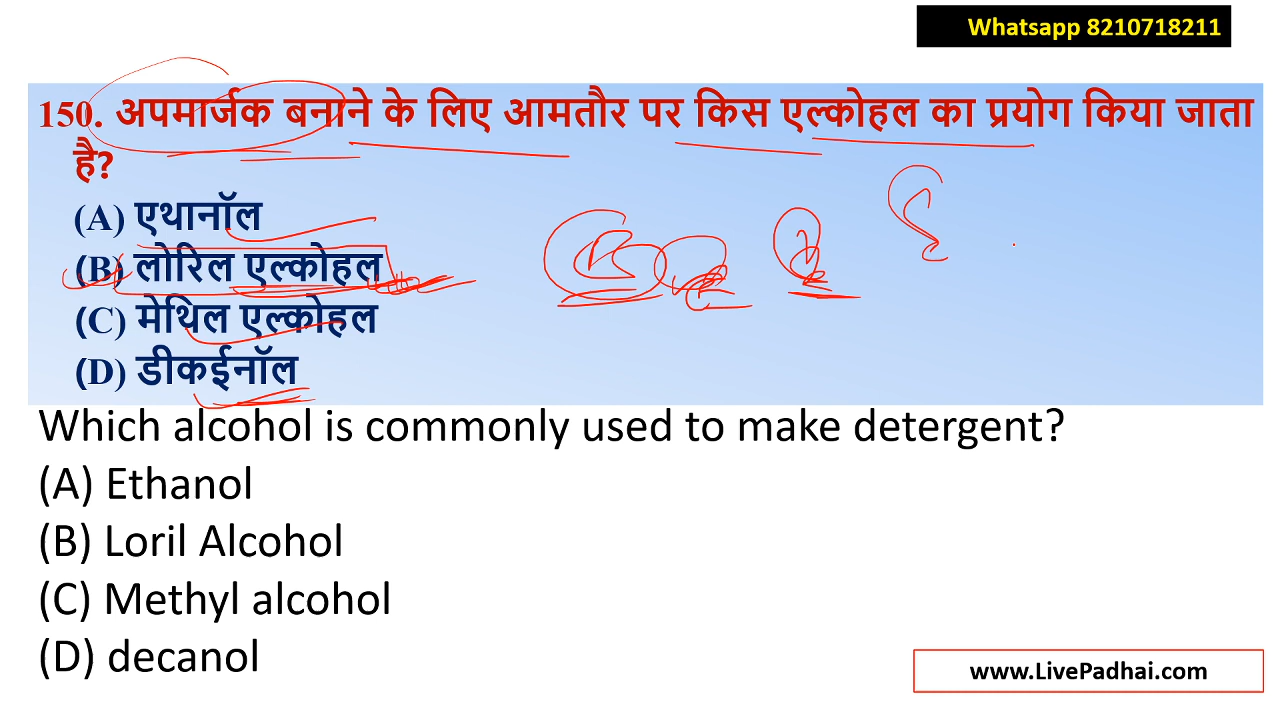 Whatsapp 8210718211
150. अपमार्जक बनाने के लिए आमतौर पर किस एल्कोहल का प्रयोग किया जाता
है?
(A) एथानॉल
(B) लोरिल एल्कोहल
(C) मेथिल एल्कोहल
(D) डीकईनॉल
Which alcohol is commonly used to make detergent?
(A) Ethanol
(B) Loril Alcohol
(C) Methyl alcohol
(D) decanol
www.LivePadhai.com